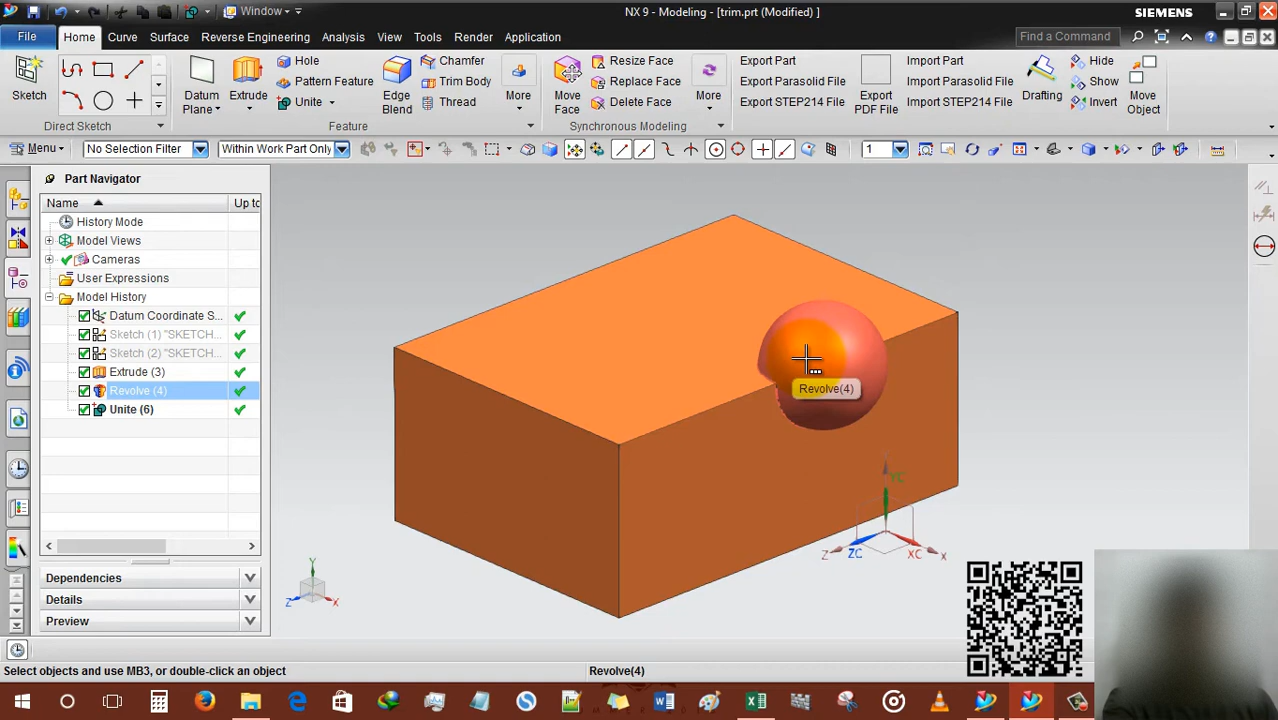 Window
NX 9 - Modeling - [trim.prt (Modified) ]
SIEMENS
File
Home
Curve
Surface
Reverse Engineering
Analysis
View
Tools
Render
Application
Find a Command
Sketch
Direct Sketch
Datum
Plane
Extrude
Hole
Pattern Feature
Unite
Edge
Blend
Chamfer
Trim Body
Thread
More
Feature
Move
Face
Resize Face
Replace Face
Delete Face
More
Synchronous Modeling
Export Part
Export Parasolid File
Export STEP214 File
Export
PDF File
Import Part
Import Parasolid File
Import STEP214 File
Drafting
Hide
Show
Invert
Move
Object
Menu
No Selection Filter
Within Work Part Only
1
Part Navigator
Name
Up to
History Mode
Model Views
Cameras
User Expressions
Model History
Datum Coordinate S...
Sketch (1) "SKETCH...
Sketch (2) "SKETCH...
Extrude (3)
Revolve (4)
Unite (6)
Dependencies
Details
Preview
Revolve(4)
YC
Z
ZC
XC
X
Y
Z
X
Select objects and use MB3, or double-click an object
Revolve(4)